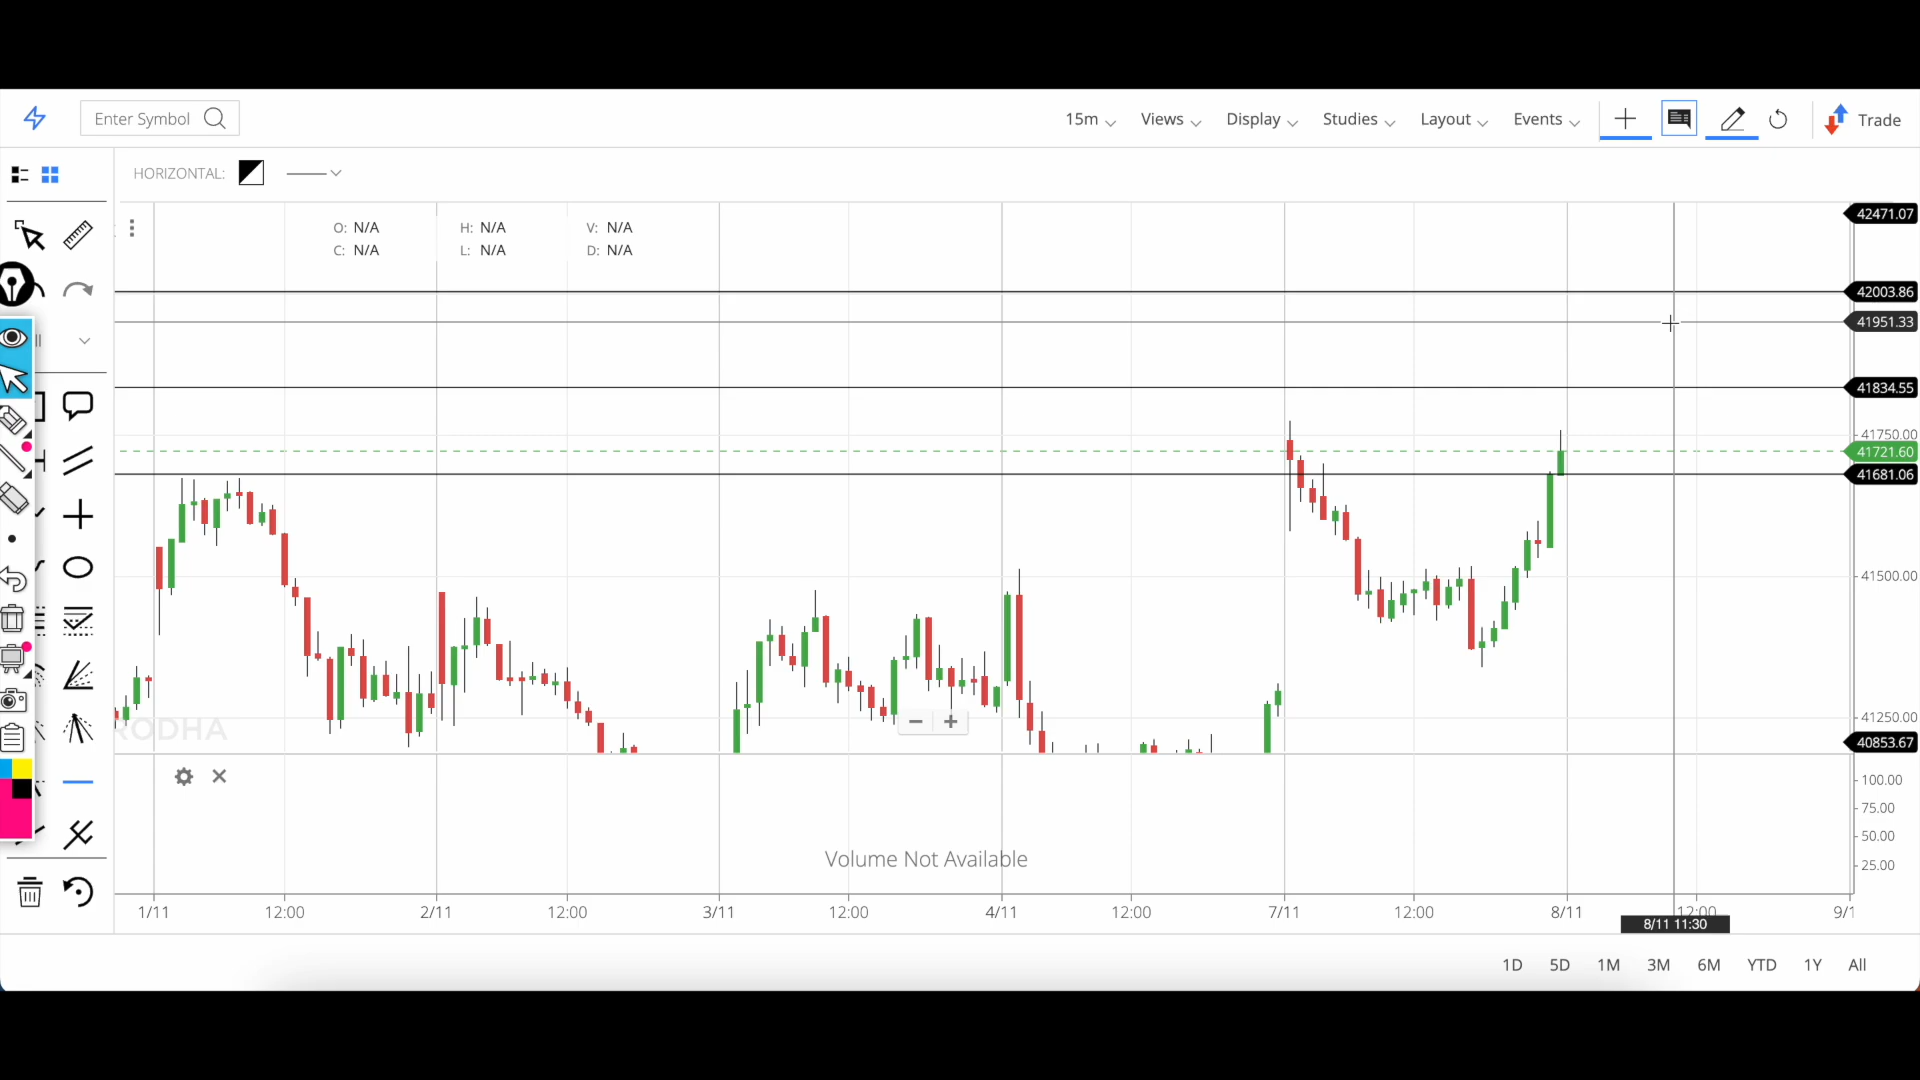 Enter Symbol
15m Views Display Studies Layout Events Trade
HORIZONTAL:
O: N/A H: N/A V: N/A
C: N/A L: N/A D: N/A
42471.07
42003.86
41951.33
41834.55
41750.00
41721.60
41681.06
41500.00
41250.00
RODHA
40853.67
100.00
75.00
50.00
Volume Not Available
25.00
1/11 12:00 2/11 12:00 3/11 12:00 4/11 12:00 7/11 12:00 8/11 12:00 9/1
8/11 11:30
1D 5D 1M 3M 6M YTD 1Y All